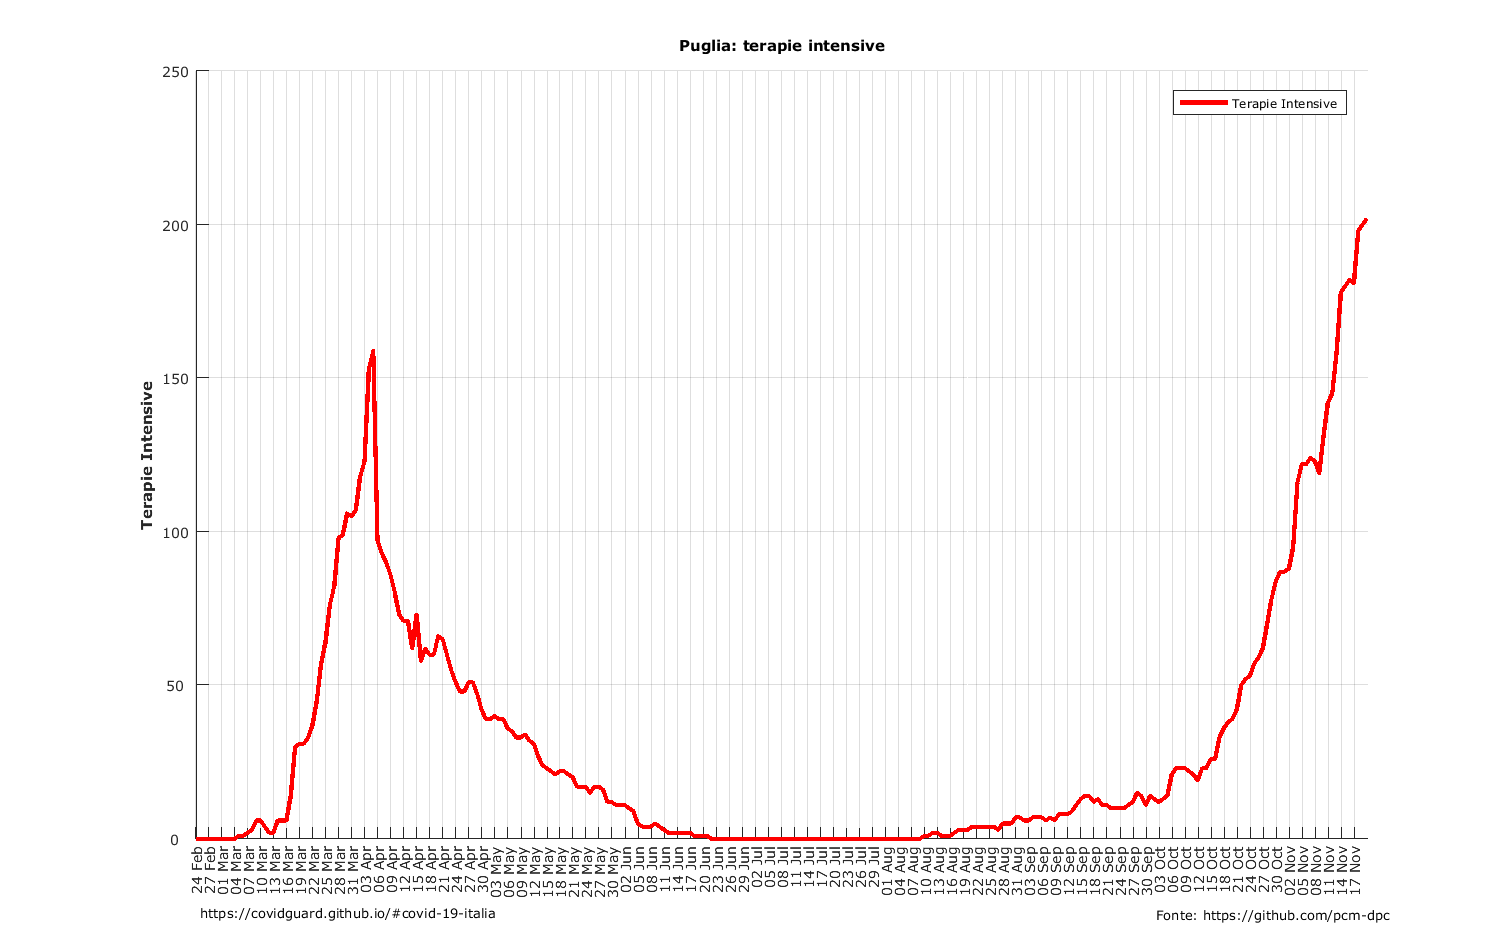 Puglia: terapie intensive
Terapie Intensive
Terapie Intensive
250
200
150
100
50
0
24 Feb
27 Feb
01 Mar
04 Mar
07 Mar
10 Mar
13 Mar
16 Mar
19 Mar
22 Mar
25 Mar
28 Mar
31 Mar
03 Apr
06 Apr
09 Apr
12 Apr
15 Apr
18 Apr
21 Apr
24 Apr
27 Apr
30 Apr
03 May
06 May
09 May
12 May
15 May
18 May
21 May
24 May
27 May
30 May
02 Jun
05 Jun
08 Jun
11 Jun
14 Jun
17 Jun
20 Jun
23 Jun
26 Jun
29 Jun
02 Jul
05 Jul
08 Jul
11 Jul
14 Jul
17 Jul
20 Jul
23 Jul
26 Jul
29 Jul
01 Aug
04 Aug
07 Aug
10 Aug
13 Aug
16 Aug
19 Aug
22 Aug
25 Aug
28 Aug
31 Aug
03 Sep
06 Sep
09 Sep
12 Sep
15 Sep
18 Sep
21 Sep
24 Sep
27 Sep
30 Sep
03 Oct
06 Oct
09 Oct
12 Oct
15 Oct
18 Oct
21 Oct
24 Oct
27 Oct
30 Oct
02 Nov
05 Nov
08 Nov
11 Nov
14 Nov
17 Nov
https://covidguard.github.io/#covid-19-italia
Fonte: https://github.com/pcm-dpc